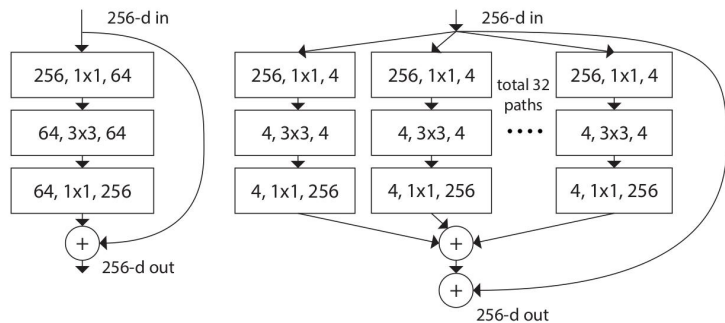 256-d in
256, 1x1, 64
64, 3x3, 64
64, 1x1, 256
+
256-d out
256-d in
256, 1x1, 4
256, 1x1, 4
total 32
paths
256, 1x1, 4
4, 3x3, 4
4, 3x3, 4
....
4, 3x3, 4
4, 1x1, 256
4, 1x1, 256
4, 1x1, 256
+
+
256-d out